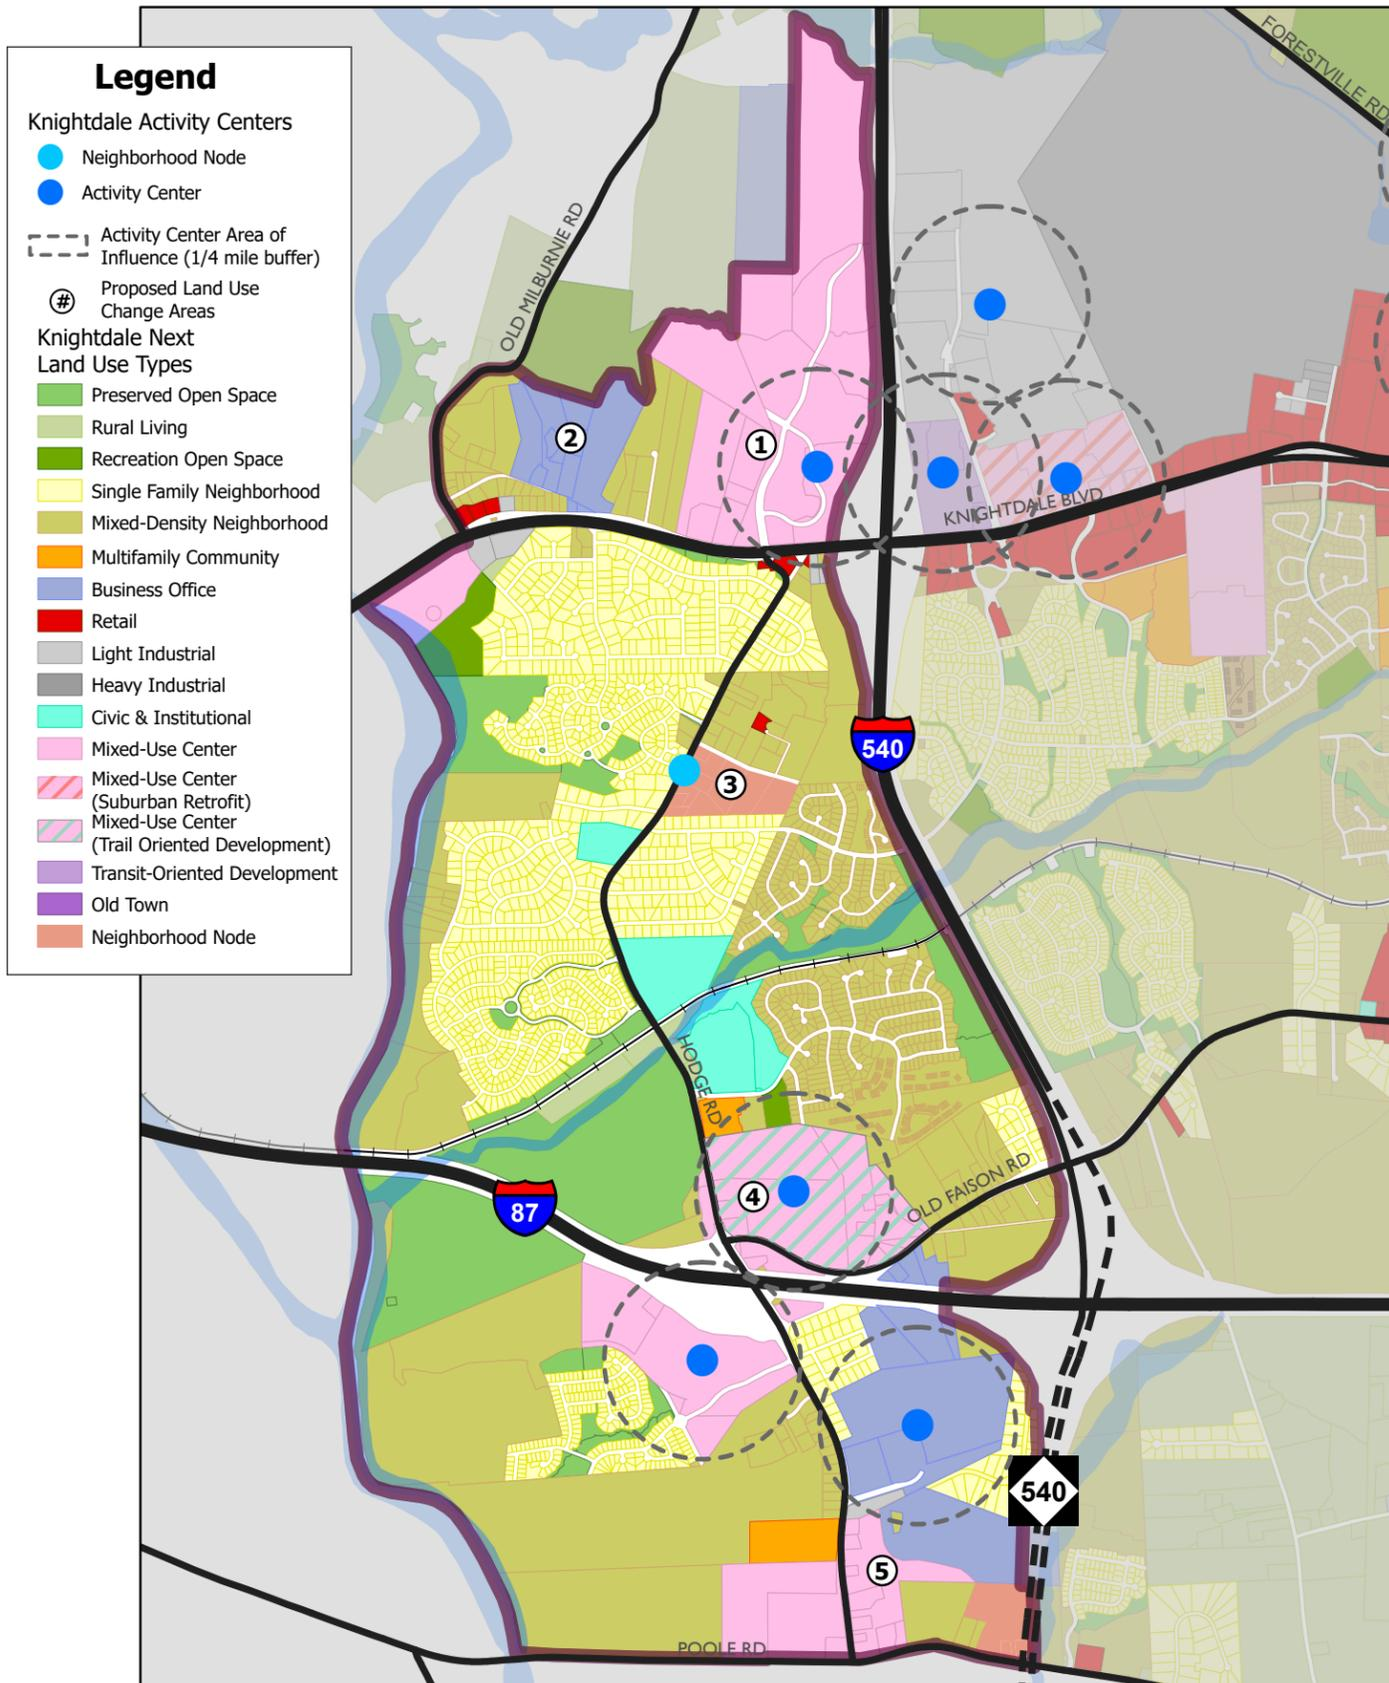 Legend
Knightdale Activity Centers
Neighborhood Node
Activity Center
Activity Center Area of
Influence (1/4 mile buffer)
#
Proposed Land Use
Change Areas
Knightdale Next
Land Use Types
Preserved Open Space
Rural Living
Recreation Open Space
Single Family Neighborhood
Mixed-Density Neighborhood
Multifamily Community
Business Office
Retail
Light Industrial
Heavy Industrial
Civic & Institutional
Mixed-Use Center
Mixed-Use Center
(Suburban Retrofit)
Mixed-Use Center
(Trail Oriented Development)
Transit-Oriented Development
Old Town
Neighborhood Node
FORESTVILLE RD
OLD MILBURNIE RD
2
1
KNIGHTDALE BLVD
540
3
HODGE RD
4
OLD FAISON RD
87
540
5
POOLE RD